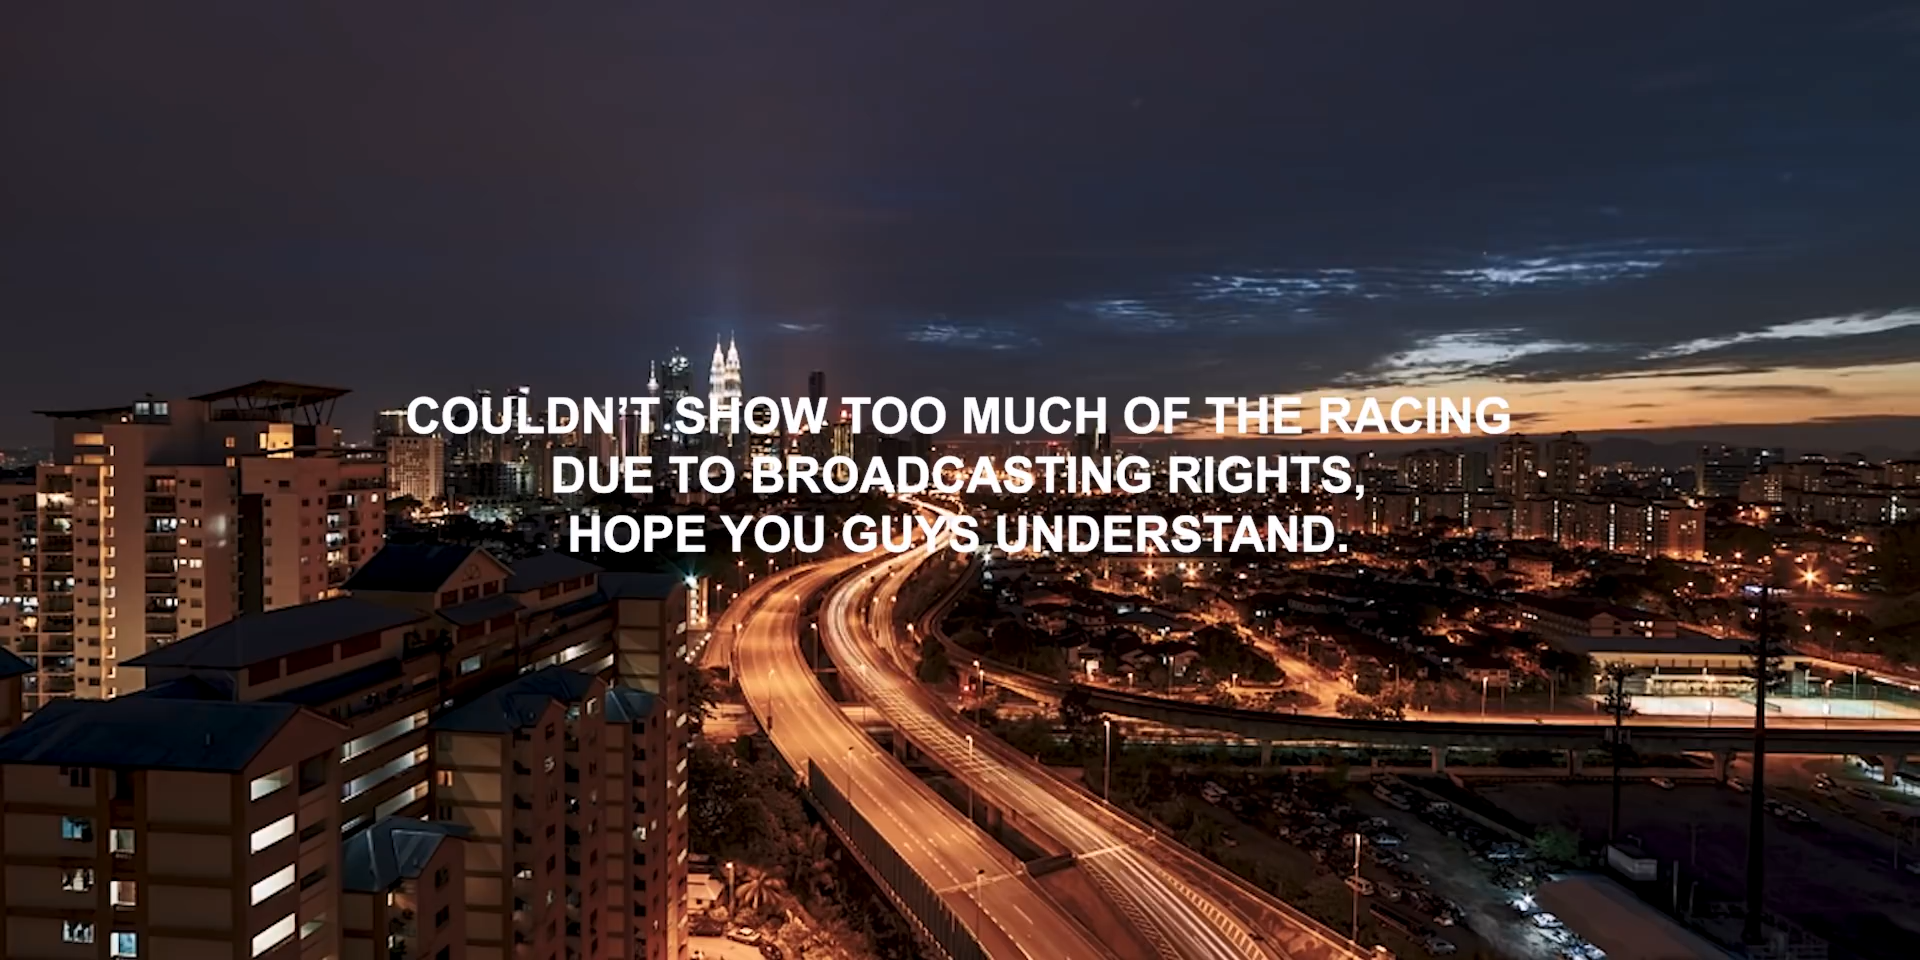 COULDN'T SHOW TOO MUCH OF THE RACING
DUE TO BROADCASTING RIGHTS,
HOPE YOU GUYS UNDERSTAND.